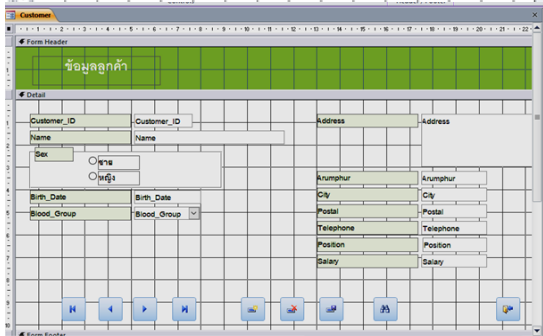 Customer
Form Header
ข้อมูลลูกค้า
Detail
Customer_ID Customer_ID
Name Name
Sex
ชาย
หญิง
Birth_Date Birth_Date
Blood_Group Blood_Group
Address Address
Arumphur Arumphur
City City
Postal Postal
Telephone Telephone
Position Position
Salary Salary
Form Footer